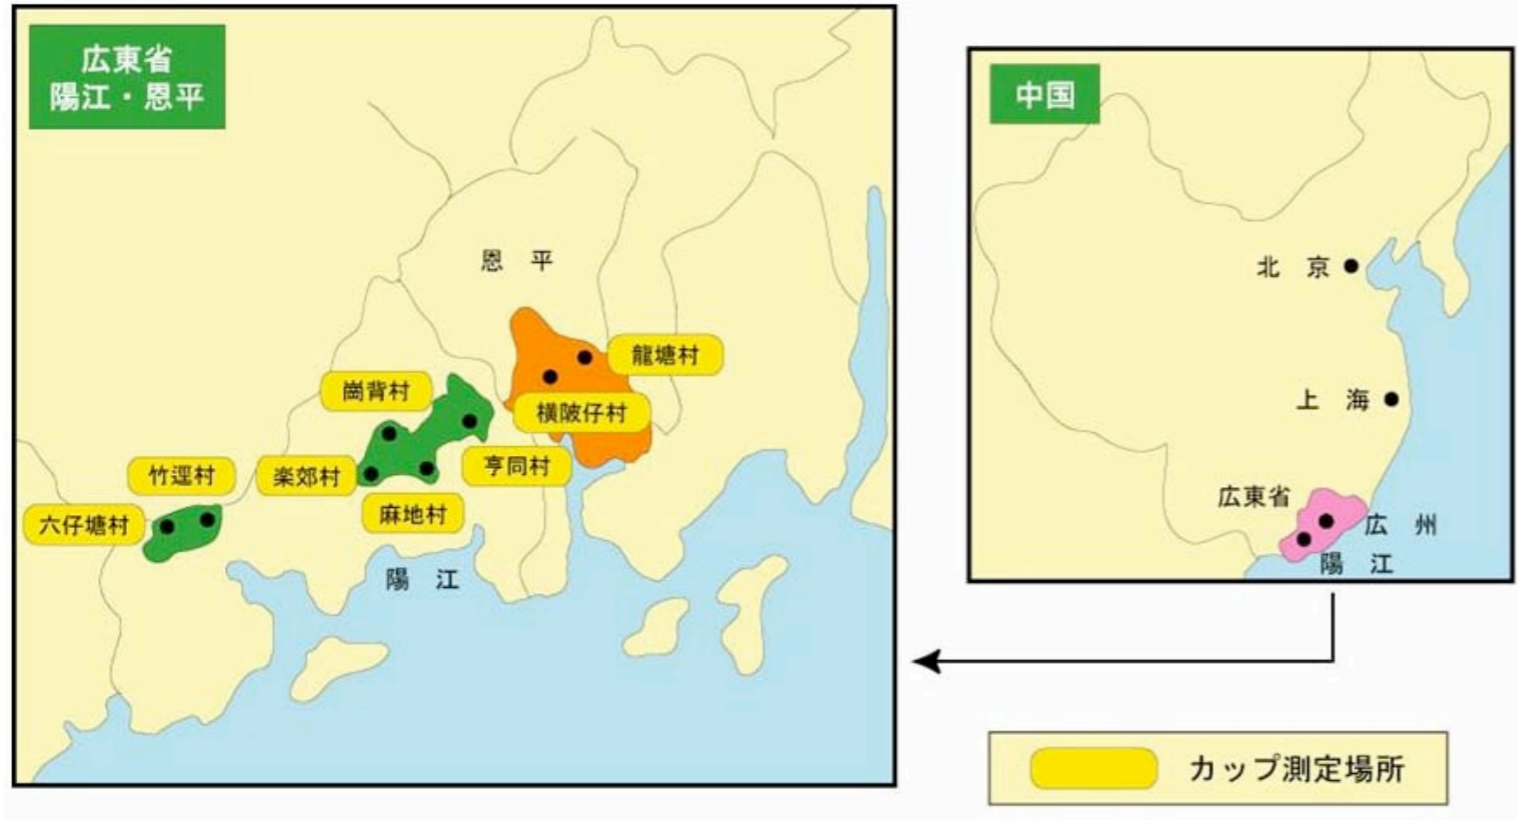 広東省
陽江・恩平
恩 平
龍塘村
崗背村
横陂仔村
竹逕村
楽郊村
亨同村
六仔塘村
麻地村
陽 江
中国
北 京
上 海
広東省
広 州
陽 江
カップ測定場所